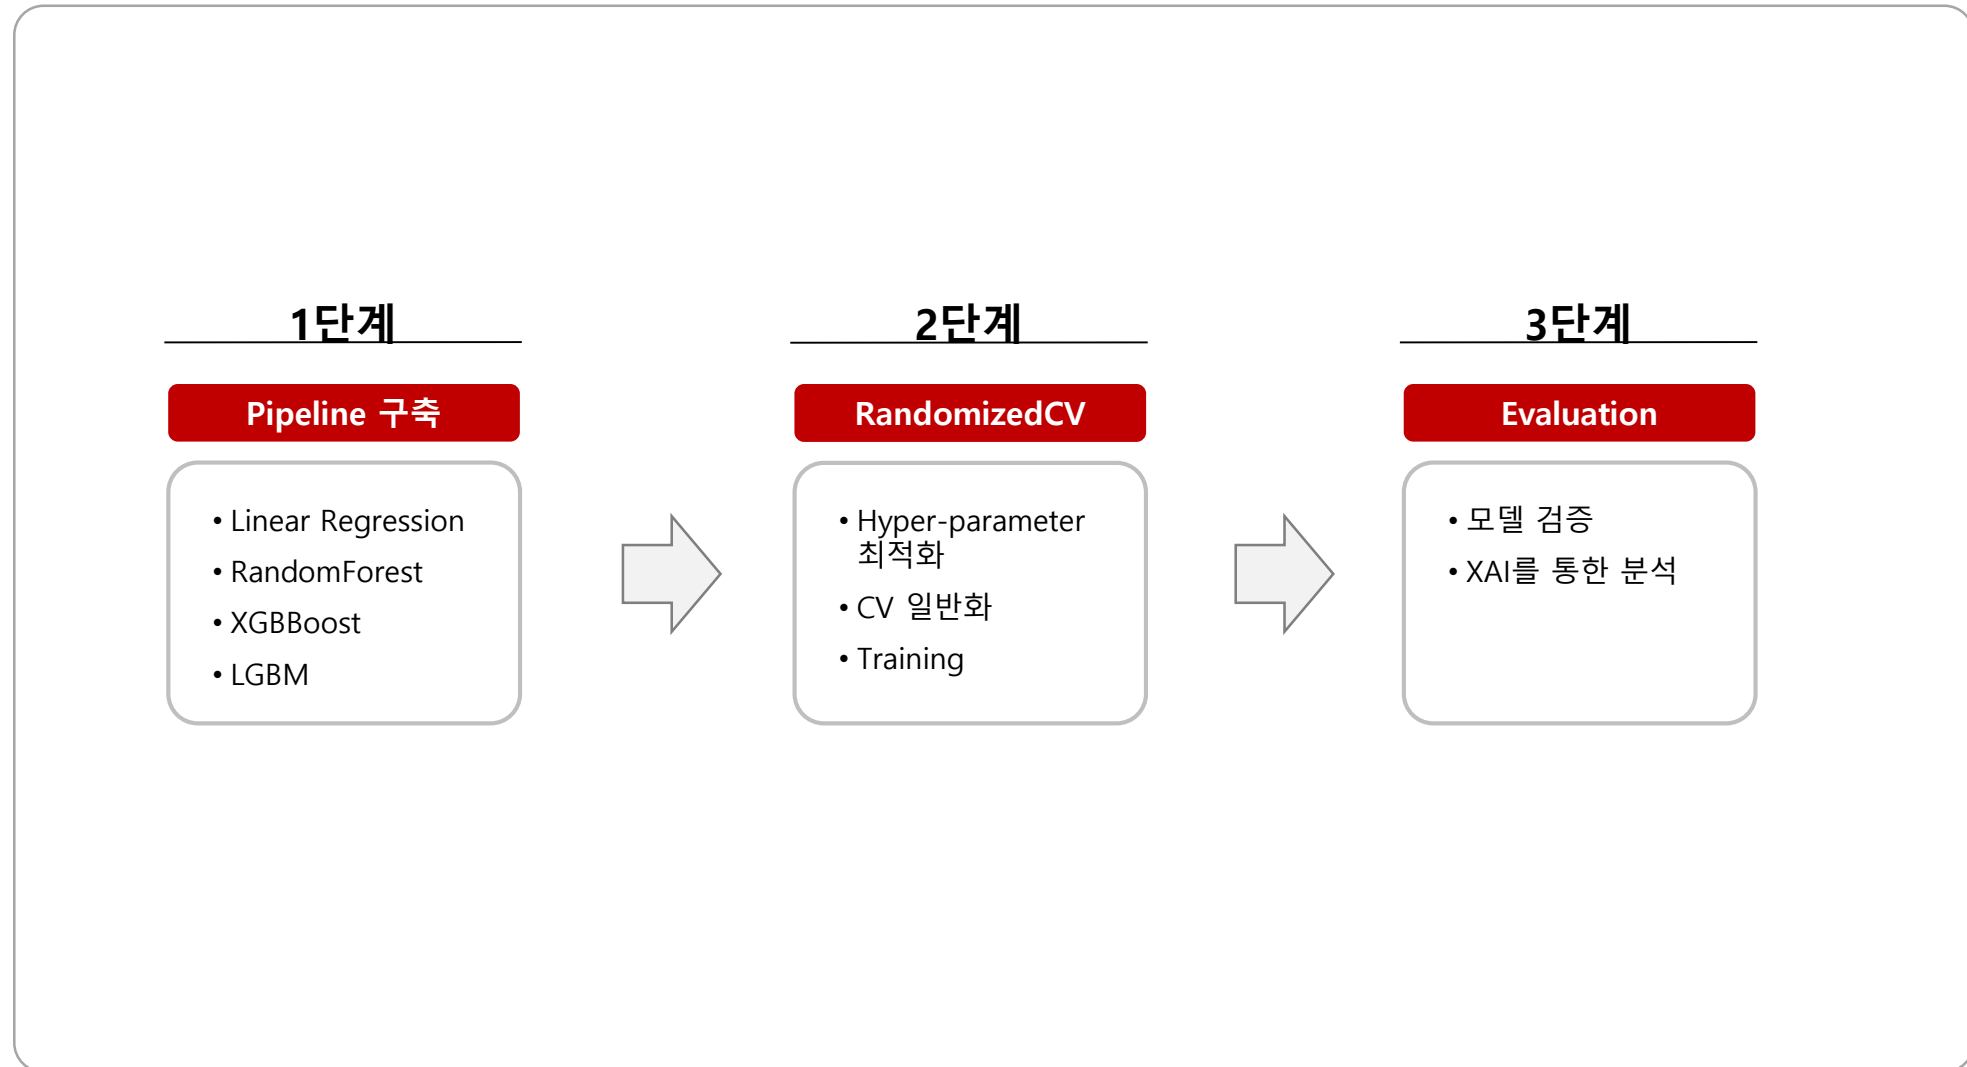 1단계
Pipeline 구축
• Linear Regression
• RandomForest
• XGBBoost
• LGBM
2단계
RandomizedCV
• Hyper-parameter
최적화
• CV 일반화
• Training
3단계
Evaluation
• 모델 검증
• XAI를 통한 분석